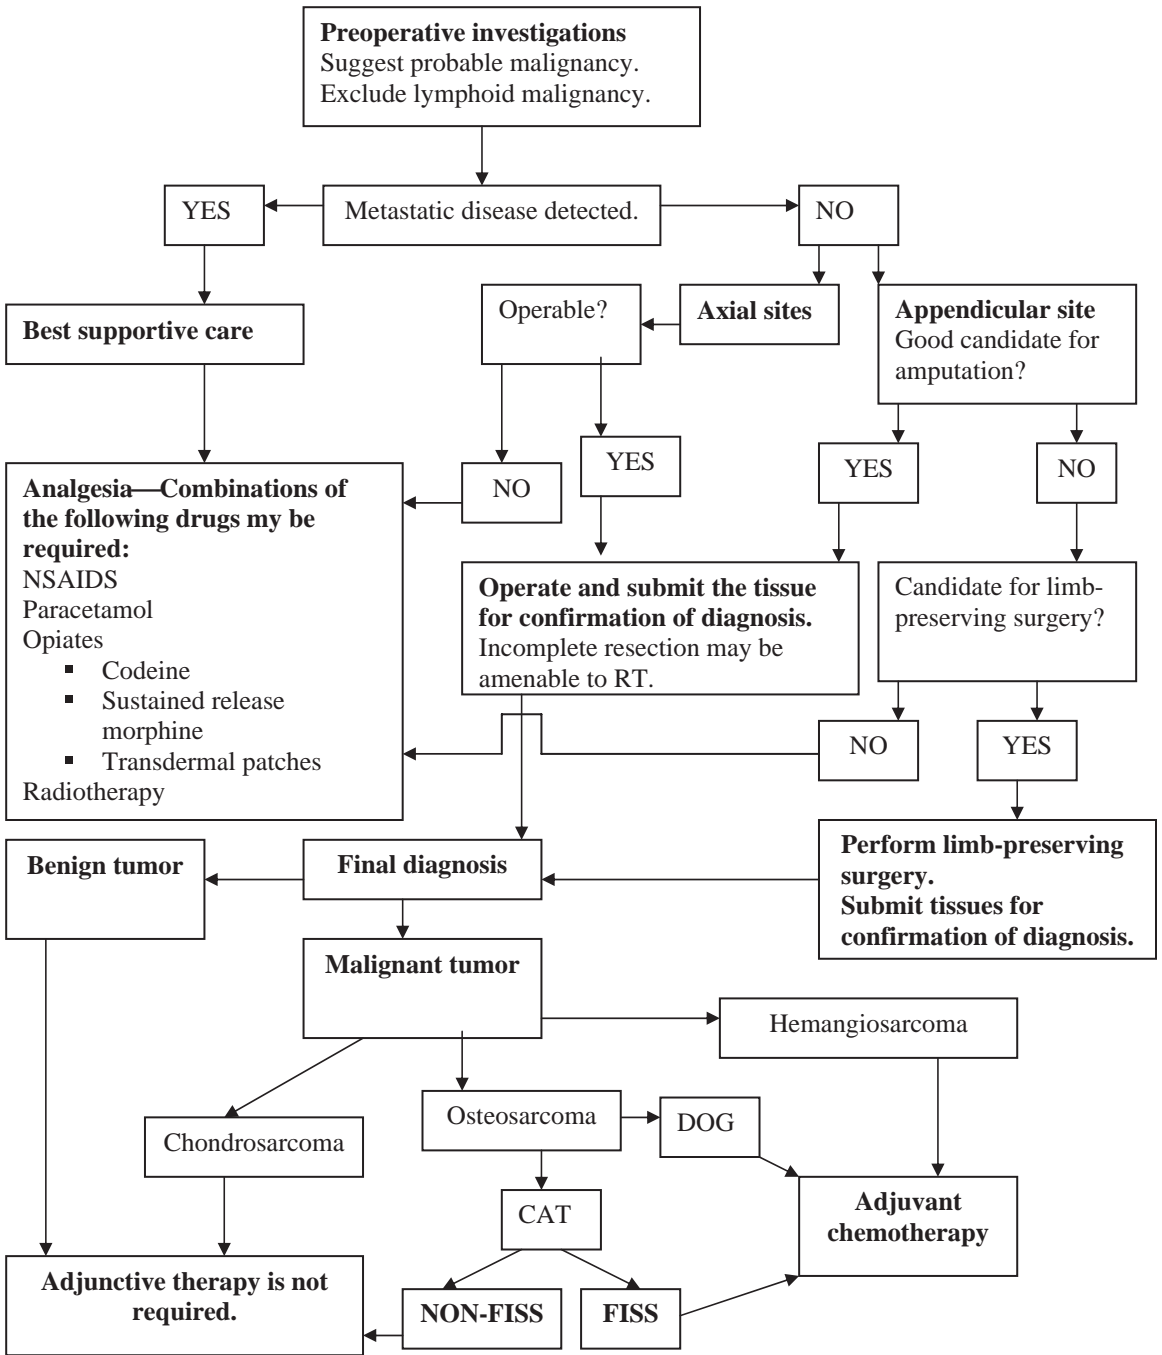 Preoperative investigations
Suggest probable malignancy.
Exclude lymphoid malignancy.
YES
Metastatic disease detected.
NO
Best supportive care
Operable?
Axial sites
Appendicular site
Good candidate for
amputation?
NO
YES
YES
NO
Analgesia—Combinations of
the following drugs my be
required:
NSAIDS
Paracetamol
Opiates
▪ Codeine
▪ Sustained release
morphine
▪ Transdermal patches
Radiotherapy
Operate and submit the tissue
for confirmation of diagnosis.
Incomplete resection may be
amenable to RT.
Candidate for limb-
preserving surgery?
NO
YES
Benign tumor
Final diagnosis
Perform limb-preserving
surgery.
Submit tissues for
confirmation of diagnosis.
Malignant tumor
Hemangiosarcoma
Chondrosarcoma
Osteosarcoma
DOG
CAT
Adjuvant
chemotherapy
Adjunctive therapy is not
required.
NON-FISS
FISS